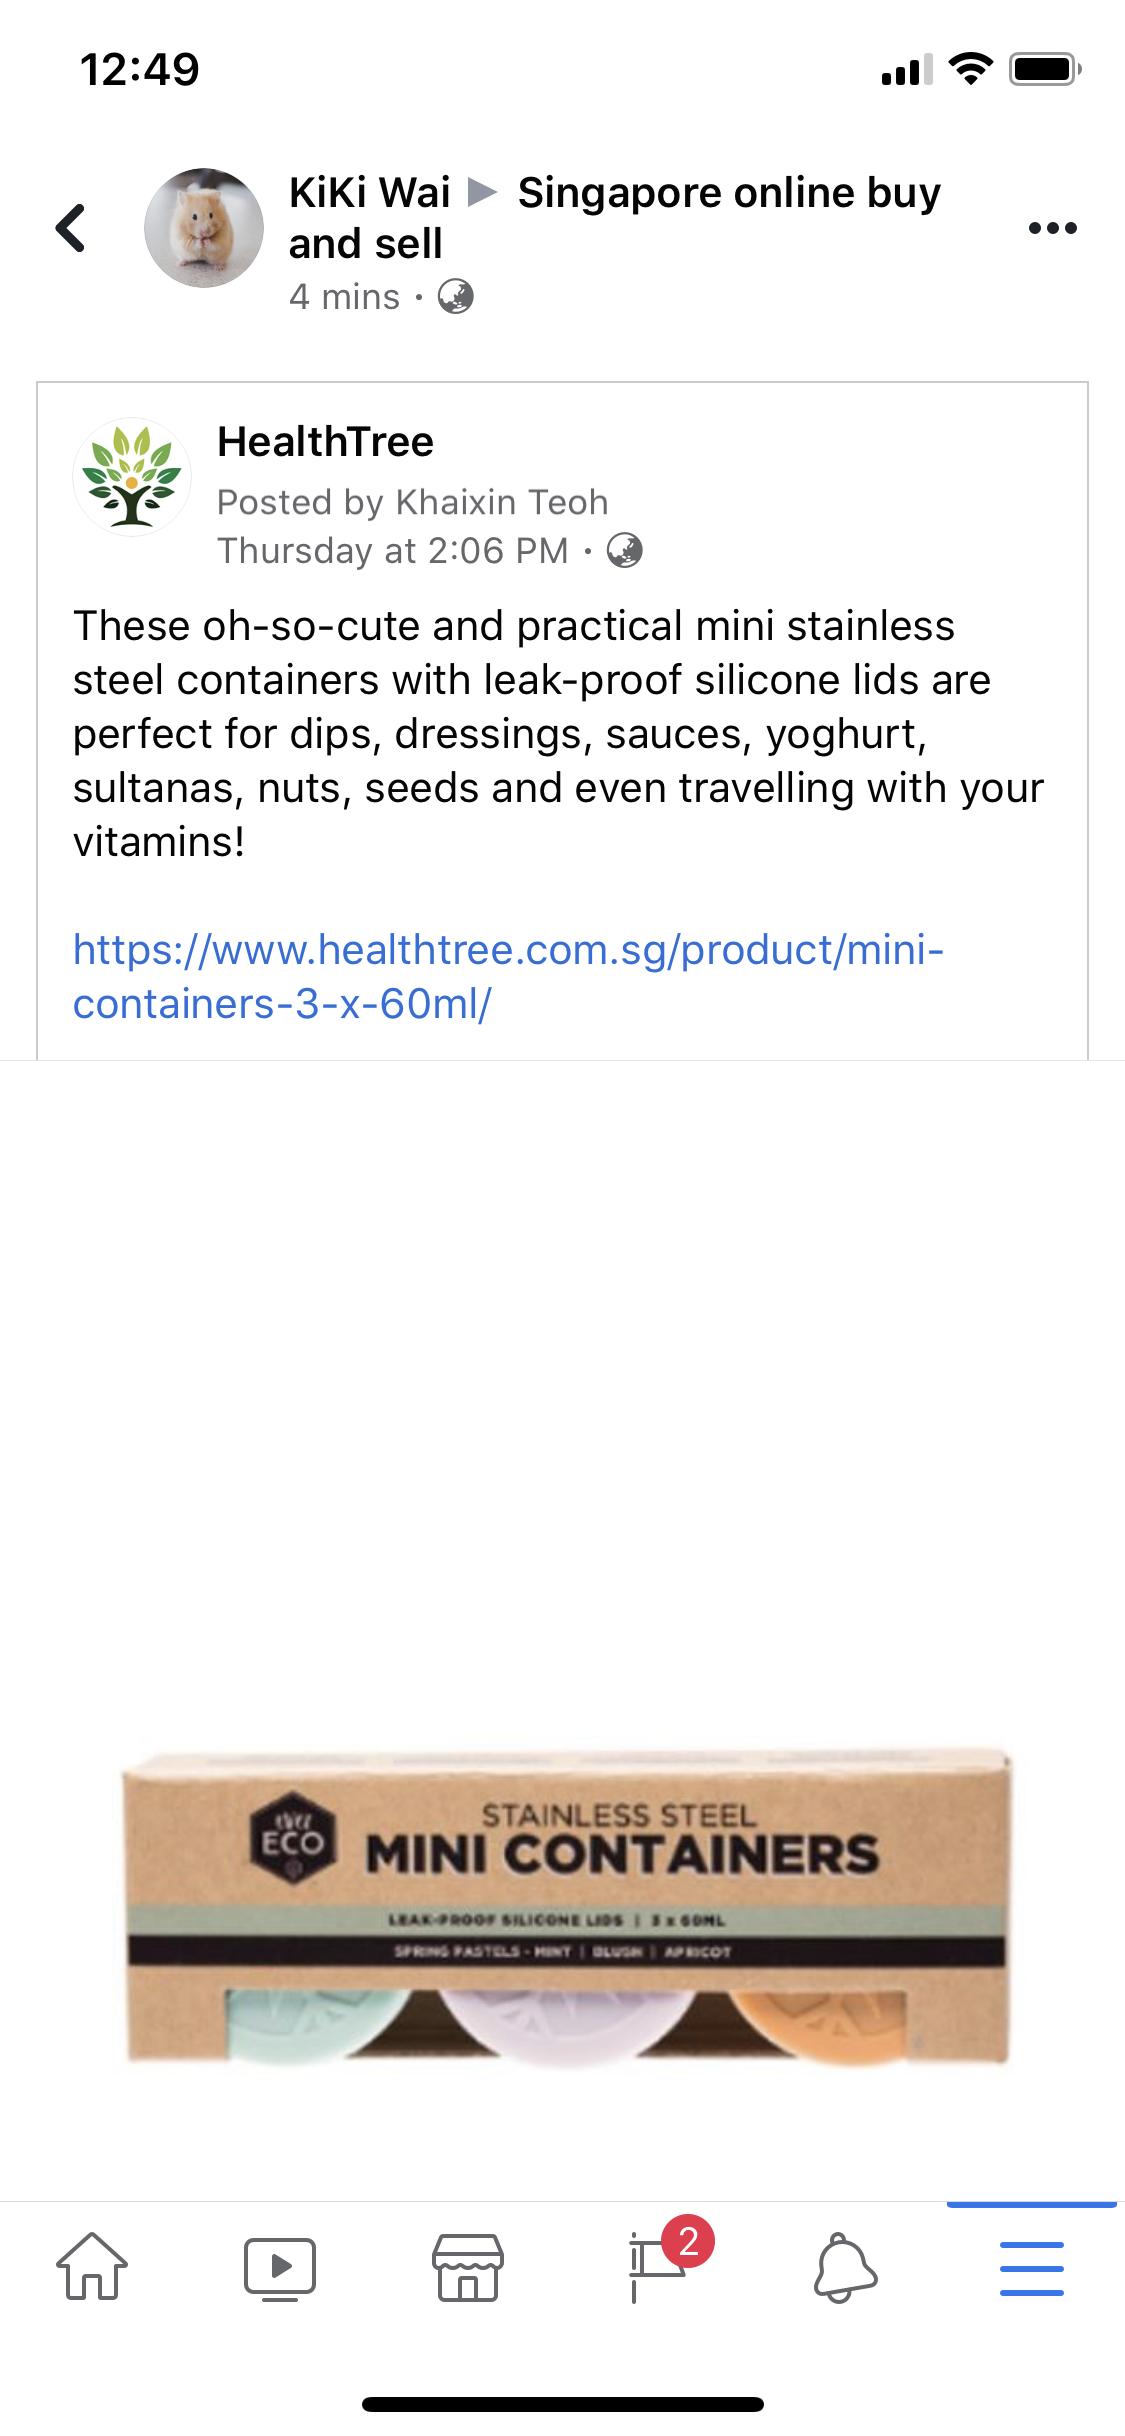 12:49
KiKi Wai ▶ Singapore online buy
and sell
4 mins ·
HealthTree
Posted by Khaixin Teoh
Thursday at 2:06 PM ·
These oh-so-cute and practical mini stainless
steel containers with leak-proof silicone lids are
perfect for dips, dressings, sauces, yoghurt,
sultanas, nuts, seeds and even travelling with your
vitamins!
https://www.healthtree.com.sg/product/mini-
containers-3-x-60ml/
ever
ECO
STAINLESS STEEL
MINI CONTAINERS
LEAK-PROOF SILICONE LIDS | 3 x 60ML
SPRING PASTELS - MINT | BLUSH | APRICOT
2